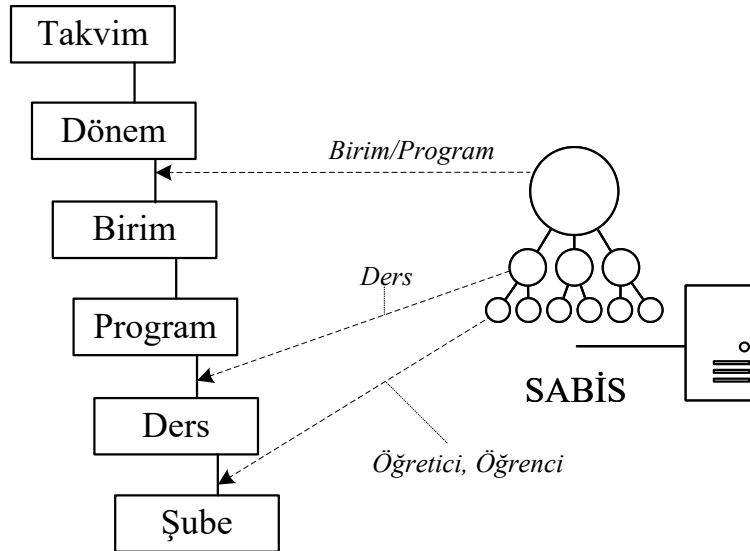 Takvim
Dönem
Birim/Program
Birim
Ders
Program
SABİS
Ders
Öğretici, Öğrenci
Şube